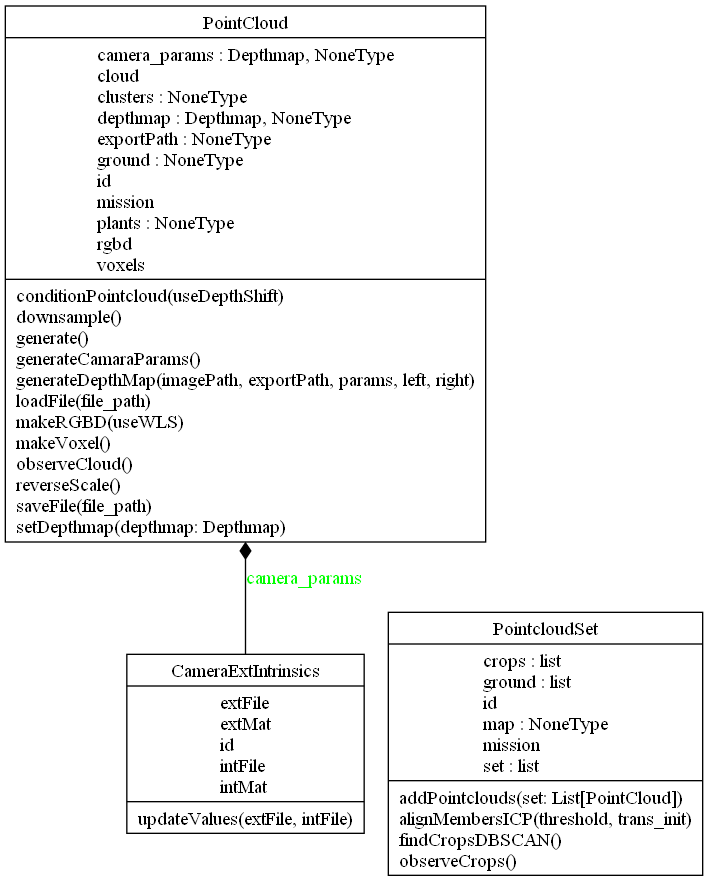 PointCloud
camera_params : Depthmap, NoneType
cloud
clusters : NoneType
depthmap : Depthmap, NoneType
exportPath : NoneType
ground : NoneType
id
mission
plants : NoneType
rgbd
voxels
conditionPointcloud(useDepthShift)
downsample()
generate()
generateCamaraParams()
generateDepthMap(imagePath, exportPath, params, left, right)
loadFile(file_path)
makeRGBD(useWLS)
makeVoxel()
observeCloud()
reverseScale()
saveFile(file_path)
setDepthmap(depthmap: Depthmap)
camera_params
CameraExtIntrinsics
extFile
extMat
id
intFile
intMat
updateValues(extFile, intFile)
PointcloudSet
crops : list
ground : list
id
map : NoneType
mission
set : list
addPointclouds(set: List[PointCloud])
alignMembersICP(threshold, trans_init)
findCropsDBSCAN()
observeCrops()